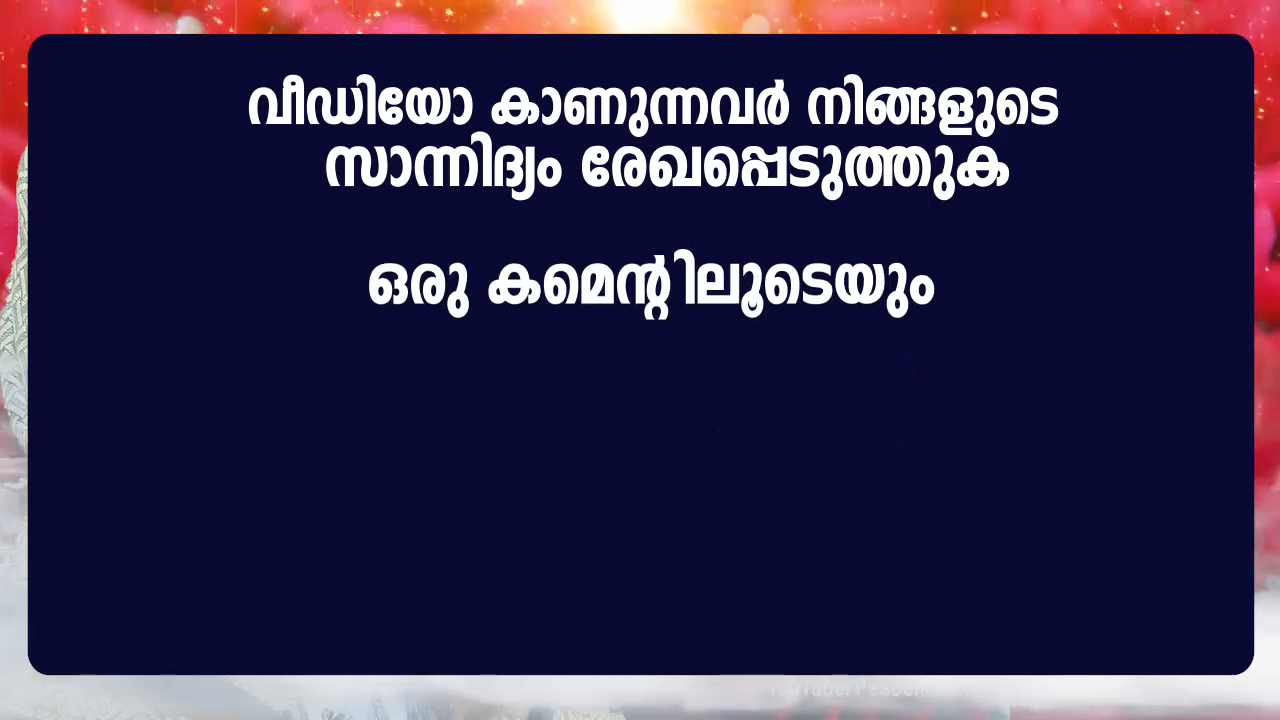 വീഡിയോ കാണുന്നവർ നിങ്ങളുടെ
സാന്നിദ്യം രേഖപ്പെടുത്തുക
ഒരു കമെന്റിലൂടെയും